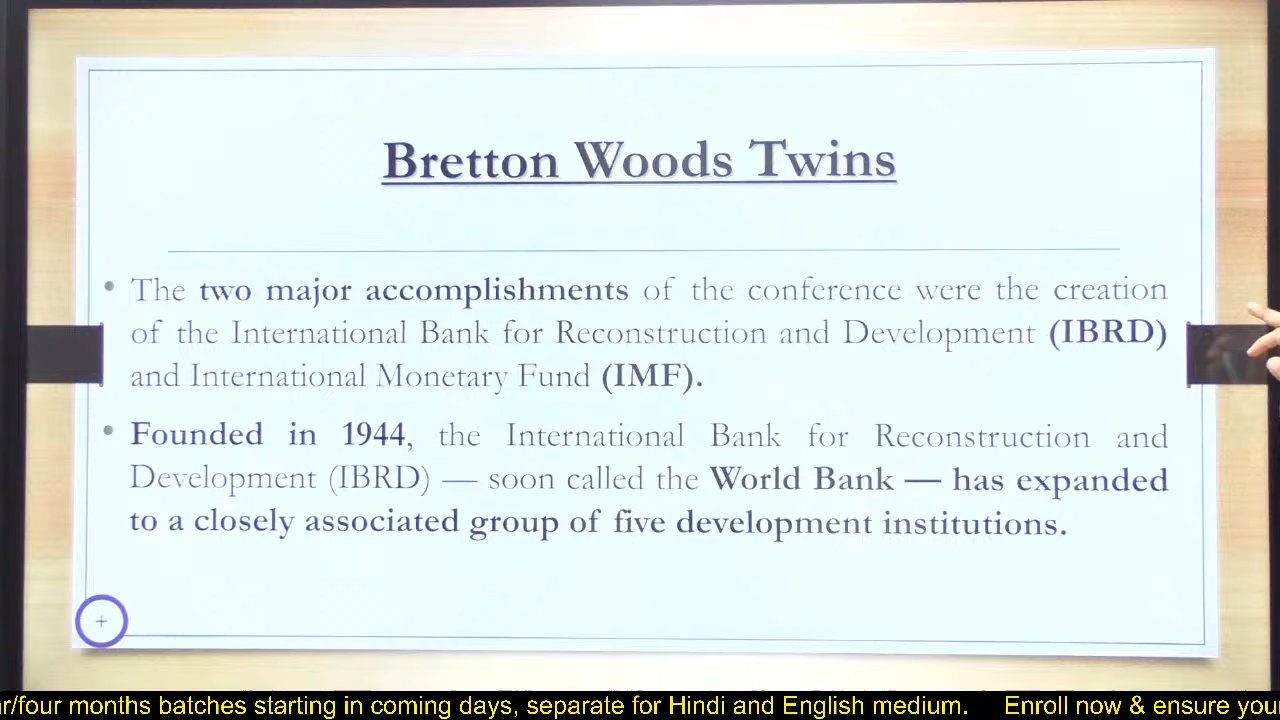 Bretton Woods Twins
• The two major accomplishments of the conference were the creation
of the International Bank for Reconstruction and Development (IBRD)
and International Monetary Fund (IMF).
• Founded in 1944, the International Bank for Reconstruction and
Development (IBRD) — soon called the World Bank — has expanded
to a closely associated group of five development institutions.
+
months batches starting in coming days, separate for Hindi and English medium. Enroll now & ensure